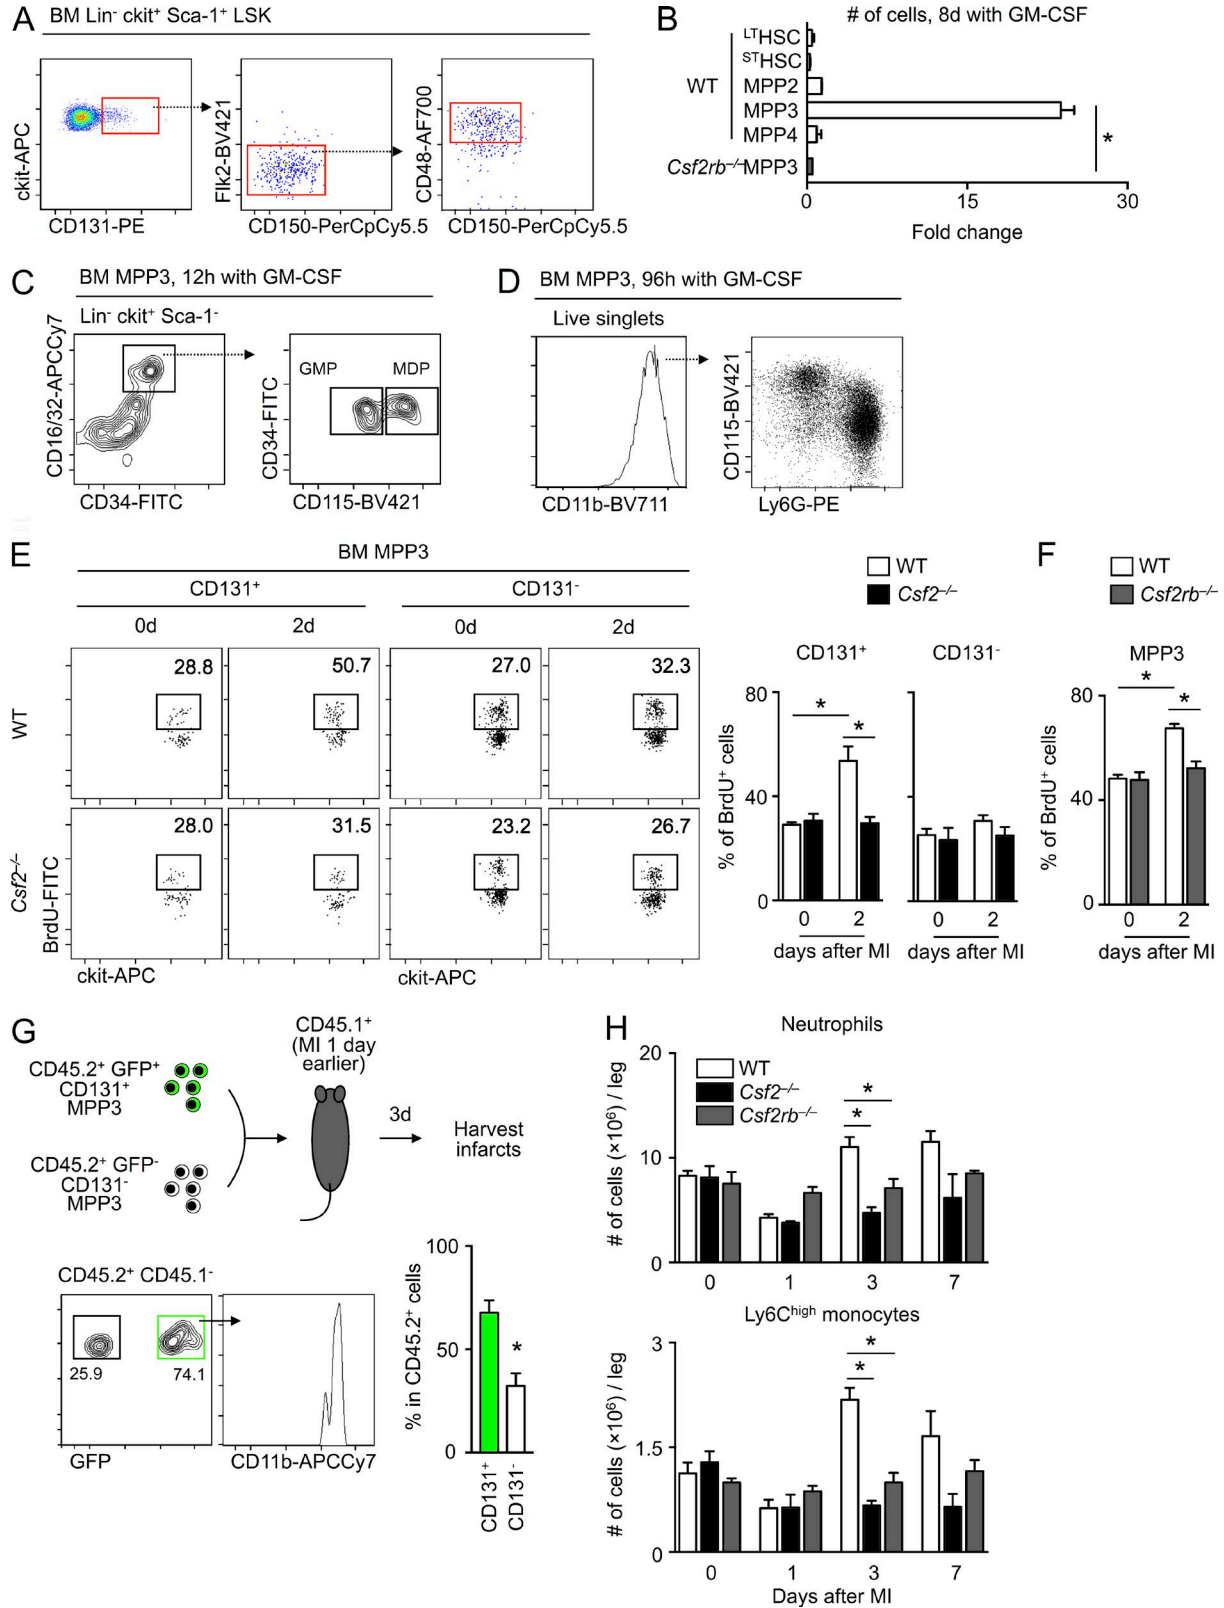 A
BM Lin⁻ ckit⁺ Sca-1⁺ LSK
ckit-APC
CD131-PE
Flk2-BV421
CD150-PerCpCy5.5
CD48-AF700
CD150-PerCpCy5.5
B
# of cells, 8d with GM-CSF
WT
ᴸᵀHSC
ˢᵀHSC
MPP2
MPP3
MPP4
Csf2rb⁻/⁻MPP3
*
0 15 30
Fold change
C
BM MPP3, 12h with GM-CSF
Lin⁻ ckit⁺ Sca-1⁻
CD16/32-APCCy7
CD34-FITC
GMP MDP
CD34-FITC
CD115-BV421
D
BM MPP3, 96h with GM-CSF
Live singlets
CD11b-BV711
CD115-BV421
Ly6G-PE
E
BM MPP3
CD131⁺ CD131⁻
0d 2d 0d 2d
WT
28.8 50.7 27.0 32.3
Csf2⁻/⁻
BrdU-FITC
28.0 31.5 23.2 26.7
ckit-APC ckit-APC
WT
Csf2⁻/⁻
CD131⁺ CD131⁻
% of BrdU⁺ cells
80
40
0
* *
0 2 0 2
days after MI days after MI
F
WT
Csf2rb⁻/⁻
MPP3
% of BrdU⁺ cells
80
40
0
* *
0 2
days after MI
G
CD45.2⁺ GFP⁺
CD131⁺
MPP3
CD45.2⁺ GFP⁻
CD131⁻
MPP3
CD45.1⁺
(MI 1 day
earlier)
3d
Harvest
infarcts
CD45.2⁺ CD45.1⁻
25.9 74.1
GFP
CD11b-APCCy7
% in CD45.2⁺ cells
100
50
0
*
CD131⁺
CD131⁻
H
Neutrophils
# of cells (×10⁶) / leg
20
10
0
WT
Csf2⁻/⁻
Csf2rb⁻/⁻
*
*
0 1 3 7
Ly6Cʰⁱᵍʰ monocytes
# of cells (×10⁶) / leg
3
1.5
0
*
*
0 1 3 7
Days after MI